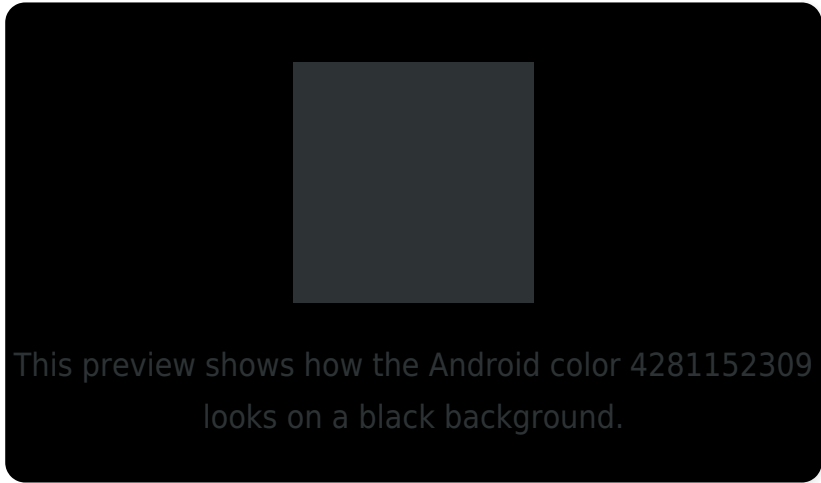 This preview shows how the Android color 4281152309
looks on a black background.